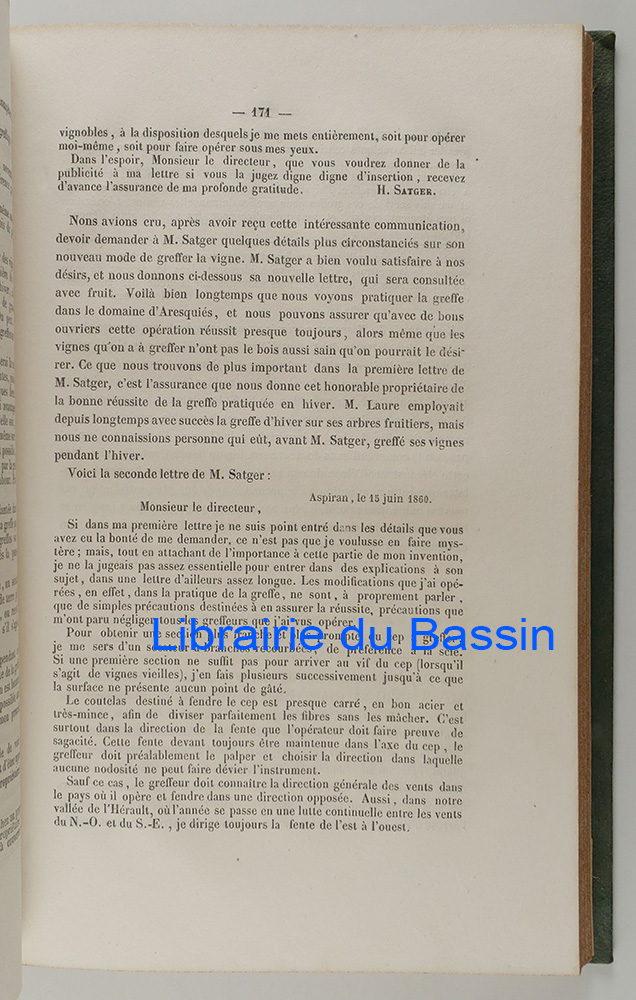 — 171 —
vignobles, à la disposition desquels je me mets entièrement, soit pour opérer
moi-même, soit pour faire opérer sous mes yeux.
Dans l'espoir, Monsieur le directeur, que vous voudrez donner de la
publicité à ma lettre si vous la jugez digne digne d'insertion, recevez
d'avance l'assurance de ma profonde gratitude. H. SATGER.
Nons avions cru, après avoir reçu cette intéressante communication,
devoir demander à M. Satger quelques détails plus circonstanciés sur son
nouveau mode de greffer la vigne. M. Satger a bien voulu satisfaire à nos
désirs, et nous donnons ci-dessous sa nouvelle lettre, qui sera consultée
avec fruit. Voilà bien longtemps que nous voyons pratiquer la greffe
dans le domaine d'Aresquiés, et nous pouvons assurer qu'avec de bons
ouvriers cette opération réussit presque toujours, alors même que les
vignes qu'on a à greffer n'ont pas le bois aussi sain qu'on pourrait le dési-
rer. Ce que nous trouvons de plus important dans la première lettre de
M. Satger, c'est l'assurance que nous donne cet honorable propriétaire de
la bonne réussite de la greffe pratiquée en hiver. M. Laure employait
depuis longtemps avec succès la greffe d'hiver sur ses arbres fruitiers, mais
nous ne connaissions personne qui eût, avant M. Satger, greffé ses vignes
pendant l'hiver.
Voici la seconde lettre de M. Satger :
Aspiran, le 15 juin 1860.
Monsieur le directeur,
Si dans ma première lettre je ne suis point entré dans les détails que vous
avez eu la bonté de me demander, ce n'est pas que je voulusse en faire mys-
tère; mais, tout en attachant de l'importance à cette partie de mon invention,
je ne la jugeais pas assez essentielle pour entrer dans des explications à son
sujet, dans une lettre d'ailleurs assez longue. Les modifications que j'ai opé-
rées, en effet, dans la pratique de la greffe, ne sont, à proprement parler,
que de simples précautions destinées à en assurer la réussite, précautions que
m'ont paru négliger tous les greffeurs que j'ai vus opérer.
Pour obtenir une section plus franche et plus prompte du cep à greffer,
je me sers d'un sécateur à branches recourbées, de préférence à la scie.
Si une première section ne suffit pas pour arriver au vif du cep (lorsqu'il
s'agit de vignes vieilles), j'en fais plusieurs successivement jusqu'à ce que
la surface ne présente aucun point de gâté.
Le coutelas destiné à fendre le cep est presque carré, en bon acier et
très-mince, afin de diviser parfaitement les fibres sans les mâcher. C'est
surtout dans la direction de la fente que l'opérateur doit faire preuve de
sagacité. Cette fente devant toujours être maintenue dans l'axe du cep, le
greffeur doit préalablement le palper et choisir la direction dans laquelle
aucune nodosité ne peut faire dévier l'instrument.
Sauf ce cas, le greffeur doit connaître la direction générale des vents dans
le pays où il opère et fendre dans une direction opposée. Aussi, dans notre
vallée de l'Hérault, où l'année se passe en une lutte continuelle entre les vents
du N.-O. et du S.-E., je dirige toujours la fente de l'est à l'ouest.
Librairie du Bassin